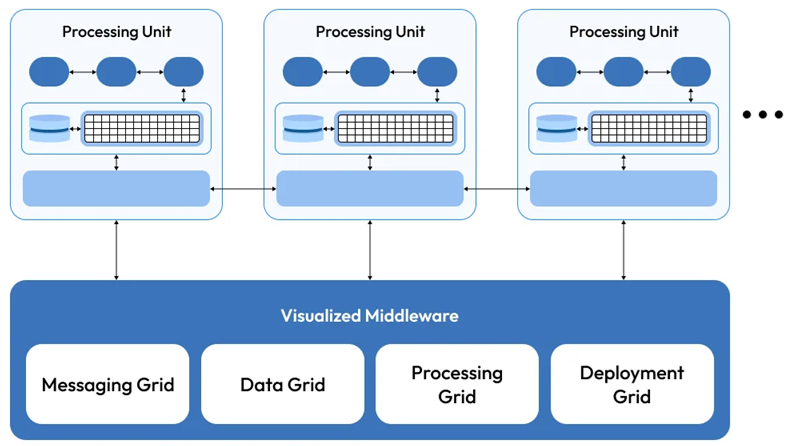 Processing Unit
Processing Unit
Processing Unit
Visualized Middleware
Messaging Grid
Data Grid
Processing
Grid
Deployment
Grid